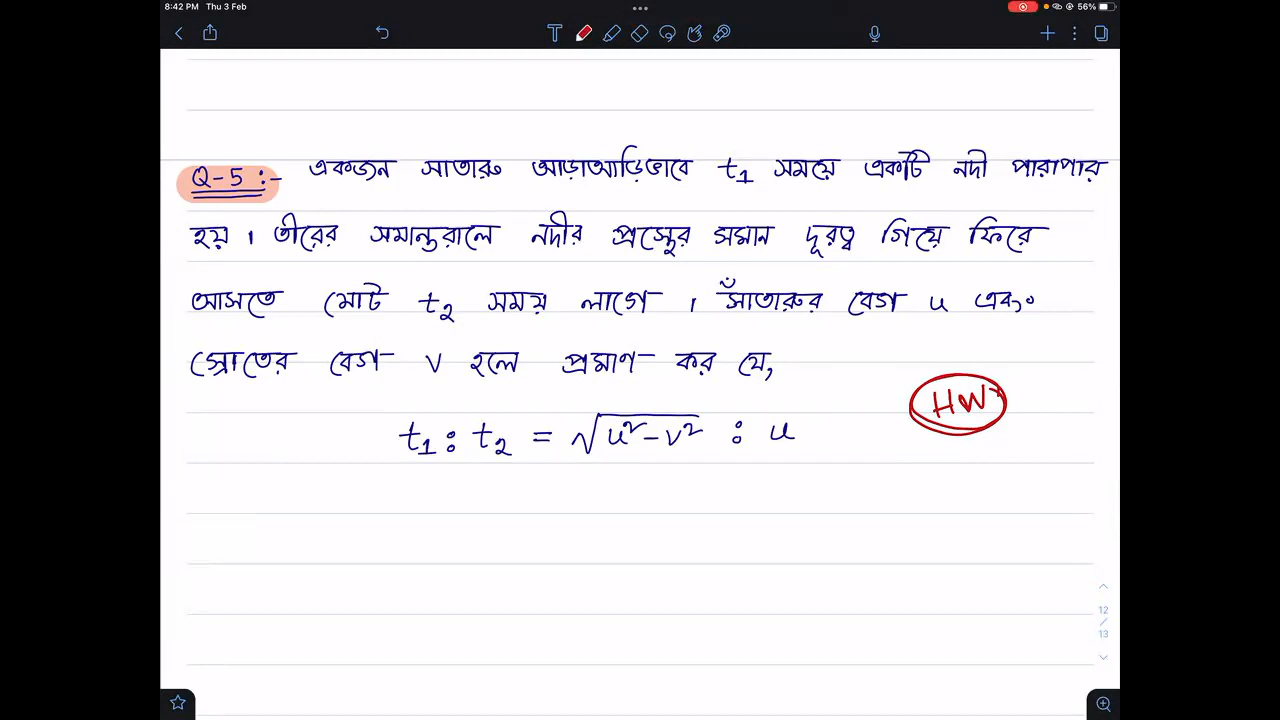 8:42 PM Thu 3 Feb
56%
Q-5:- একজন সাতারু আড়াআড়িভাবে t₁ সময়ে একটি নদী পারাপার
হয়। তীরের সমান্তরালে নদীর প্রস্থের সমান দূরত্ব গিয়ে ফিরে
আসতে মোট t₂ সময় লাগে। সাঁতারুর বেগ u এবং
স্রোতের বেগ v হলে প্রমাণ কর যে,
HW
t₁ : t₂ = √(u² - v²) : u
12
/
13